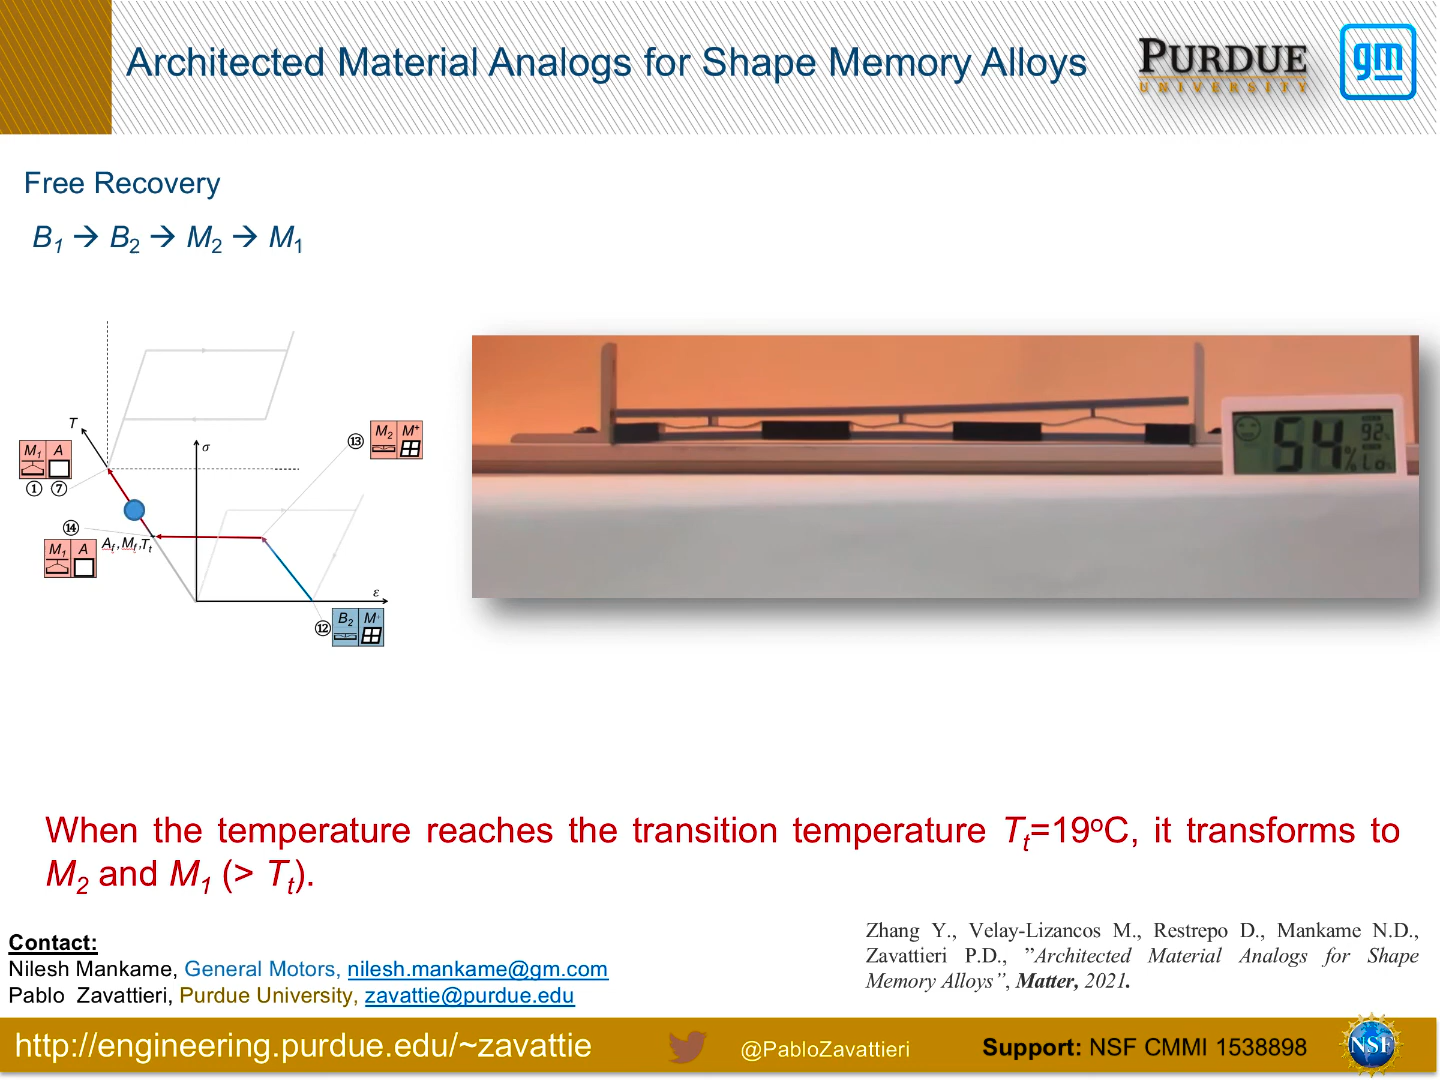 Architected Material Analogs for Shape Memory Alloys
PURDUE
UNIVERSITY
gm
Free Recovery
B1 → B2 → M2 → M1
T
σ
M1 A
① ⑦
⑬
M2 M+
⑭
M1 A
Af,Mf,Tt
ε
⑫
B2 M
54%
92%
Lo
When the temperature reaches the transition temperature Tt=19oC, it transforms to
M2 and M1 (> Tt).
Contact:
Nilesh Mankame, General Motors, nilesh.mankame@gm.com
Pablo Zavattieri, Purdue University, zavattie@purdue.edu
Zhang Y., Velay-Lizancos M., Restrepo D., Mankame N.D.,
Zavattieri P.D., ”Architected Material Analogs for Shape
Memory Alloys”, Matter, 2021.
http://engineering.purdue.edu/~zavattie
@PabloZavattieri
Support: NSF CMMI 1538898
NSF